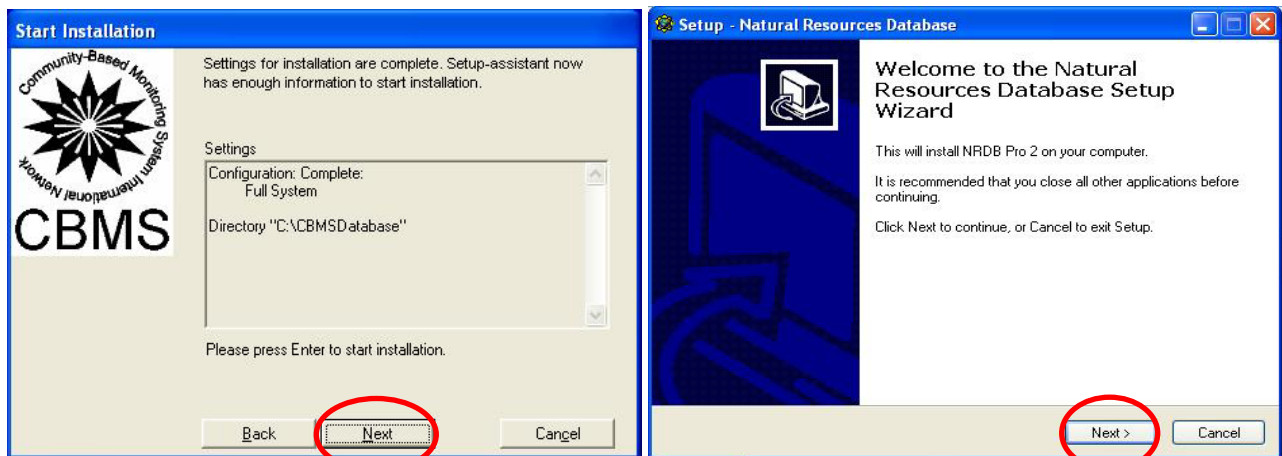 Start Installation
Community-Based Monitoring System International Network
CBMS
Settings for installation are complete. Setup-assistant now
has enough information to start installation.
Settings
Configuration: Complete:
Full System
Directory "C:\CBMSDatabase"
Please press Enter to start installation.
Back
Next
Cancel
Setup - Natural Resources Database
Welcome to the Natural
Resources Database Setup
Wizard
This will install NRDB Pro 2 on your computer.
It is recommended that you close all other applications before
continuing.
Click Next to continue, or Cancel to exit Setup.
Next >
Cancel